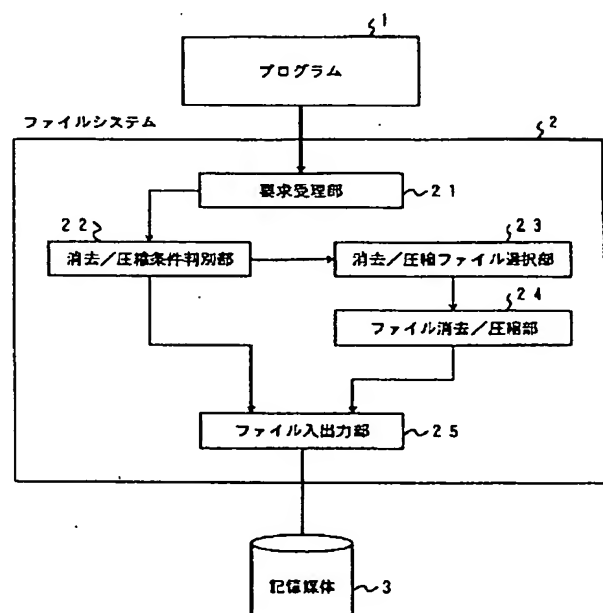 1
プログラム
ファイルシステム
2
要求受理部
21
22
消去／圧縮条件判別部
23
消去／圧縮ファイル選択部
24
ファイル消去／圧縮部
ファイル入出力部
25
記憶媒体
3